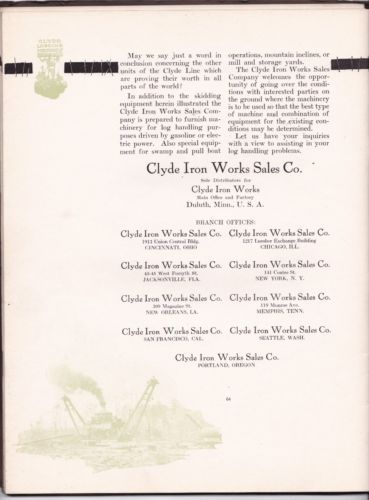 CLYDE
May we say just a word in
conclusion concerning the other
units of the Clyde Line which
are proving their worth in all
parts of the world?
In addition to the skidding
equipment herein illustrated the
Clyde Iron Works Sales Com-
pany is prepared to furnish ma-
chinery for log handling pur-
poses driven by gasoline or elec-
tric power. Also special equip-
ment for swamp and pull boat
operations, mountain inclines, or
mill and storage yards.
The Clyde Iron Works Sales
Company welcomes the oppor-
tunity of going over the condi-
tions with interested parties on
the ground where the machinery
is to be used so that the best type
of machine and combination of
equipment for the existing con-
ditions may be determined.
Let us have your inquiries
with a view to assisting in your
log handling problems.
Clyde Iron Works Sales Co.
Sole Distributors for
Clyde Iron Works
Main Office and Factory
Duluth, Minn., U. S. A.
BRANCH OFFICES:
Clyde Iron Works Sales Co.
1913 Union Central Bldg.
CINCINNATI, OHIO
Clyde Iron Works Sales Co.
1217 Lumber Exchange Building
CHICAGO, ILL.
Clyde Iron Works Sales Co.
West Forsyth St.
JACKSONVILLE, FLA.
Clyde Iron Works Sales Co.
141 Centre St.
NEW YORK, N. Y.
Clyde Iron Works Sales Co.
309 Magazine St.
NEW ORLEANS, LA.
Clyde Iron Works Sales Co.
Monroe Ave.
MEMPHIS, TENN.
Clyde Iron Works Sales Co.
SAN FRANCISCO, CAL.
Clyde Iron Works Sales Co.
SEATTLE, WASH.
Clyde Iron Works Sales Co.
PORTLAND, OREGON
64